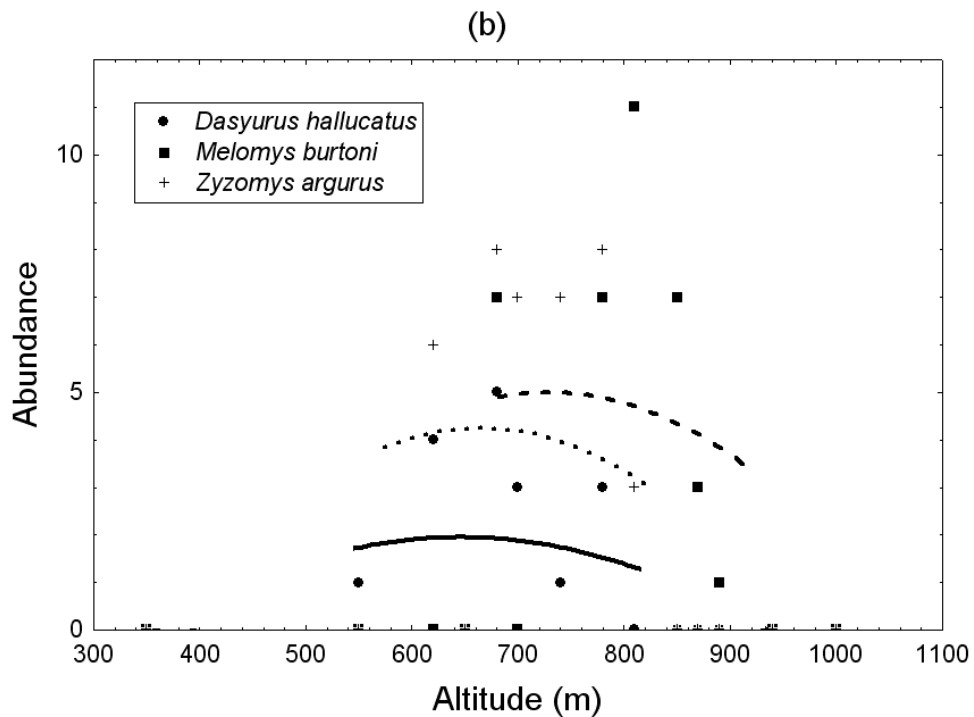 (b)
Dasyurus hallucatus
Melomys burtoni
Zyzomys argurus
10
5
0
Abundance
300 400 500 600 700 800 900 1000 1100
Altitude (m)